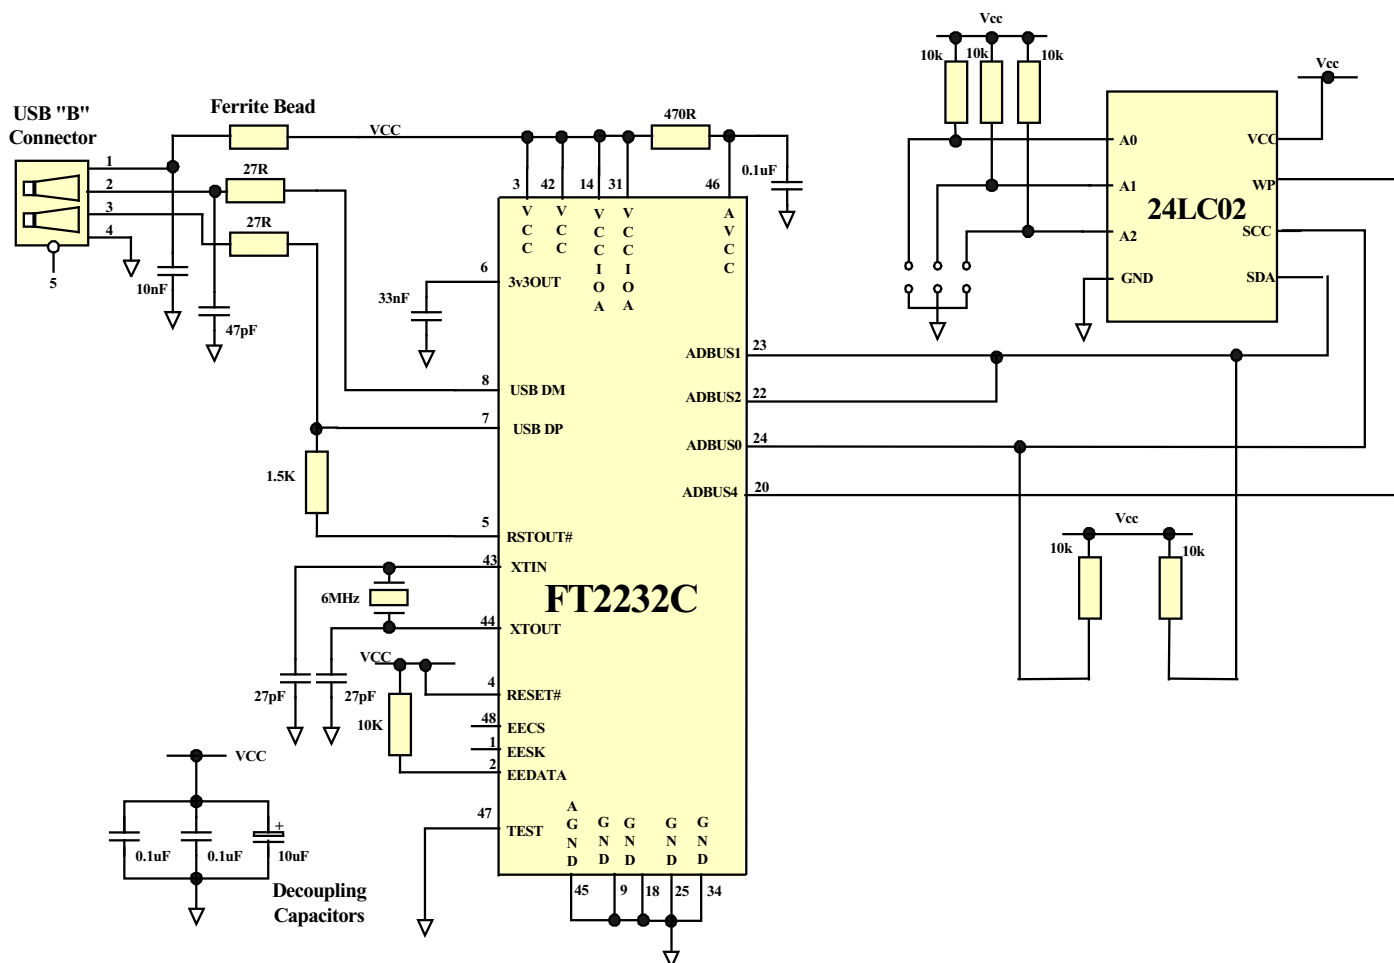 USB "B"
Connector
1
2
3
4
5
Ferrite Bead
VCC
27R
27R
10nF
47pF
1.5K
470R
0.1uF
3
42
14
31
46
VCC
VCC
VCCIOA
VCCIOA
AVCC
6
3v3OUT
33nF
8
USB DM
7
USB DP
5
RSTOUT#
43
XTIN
6MHz
44
XTOUT
27pF
27pF
VCC
4
RESET#
10K
48
EECS
1
EESK
2
EEDATA
47
TEST
FT2232C
ADBUS1
23
ADBUS2
22
ADBUS0
24
ADBUS4
20
AGND
GND
GND
GND
GND
45
9
18
25
34
VCC
0.1uF
0.1uF
+
10uF
Decoupling
Capacitors
Vcc
10k
10k
10k
Vcc
A0
A1
A2
GND
24LC02
VCC
WP
SCC
SDA
Vcc
10k
10k